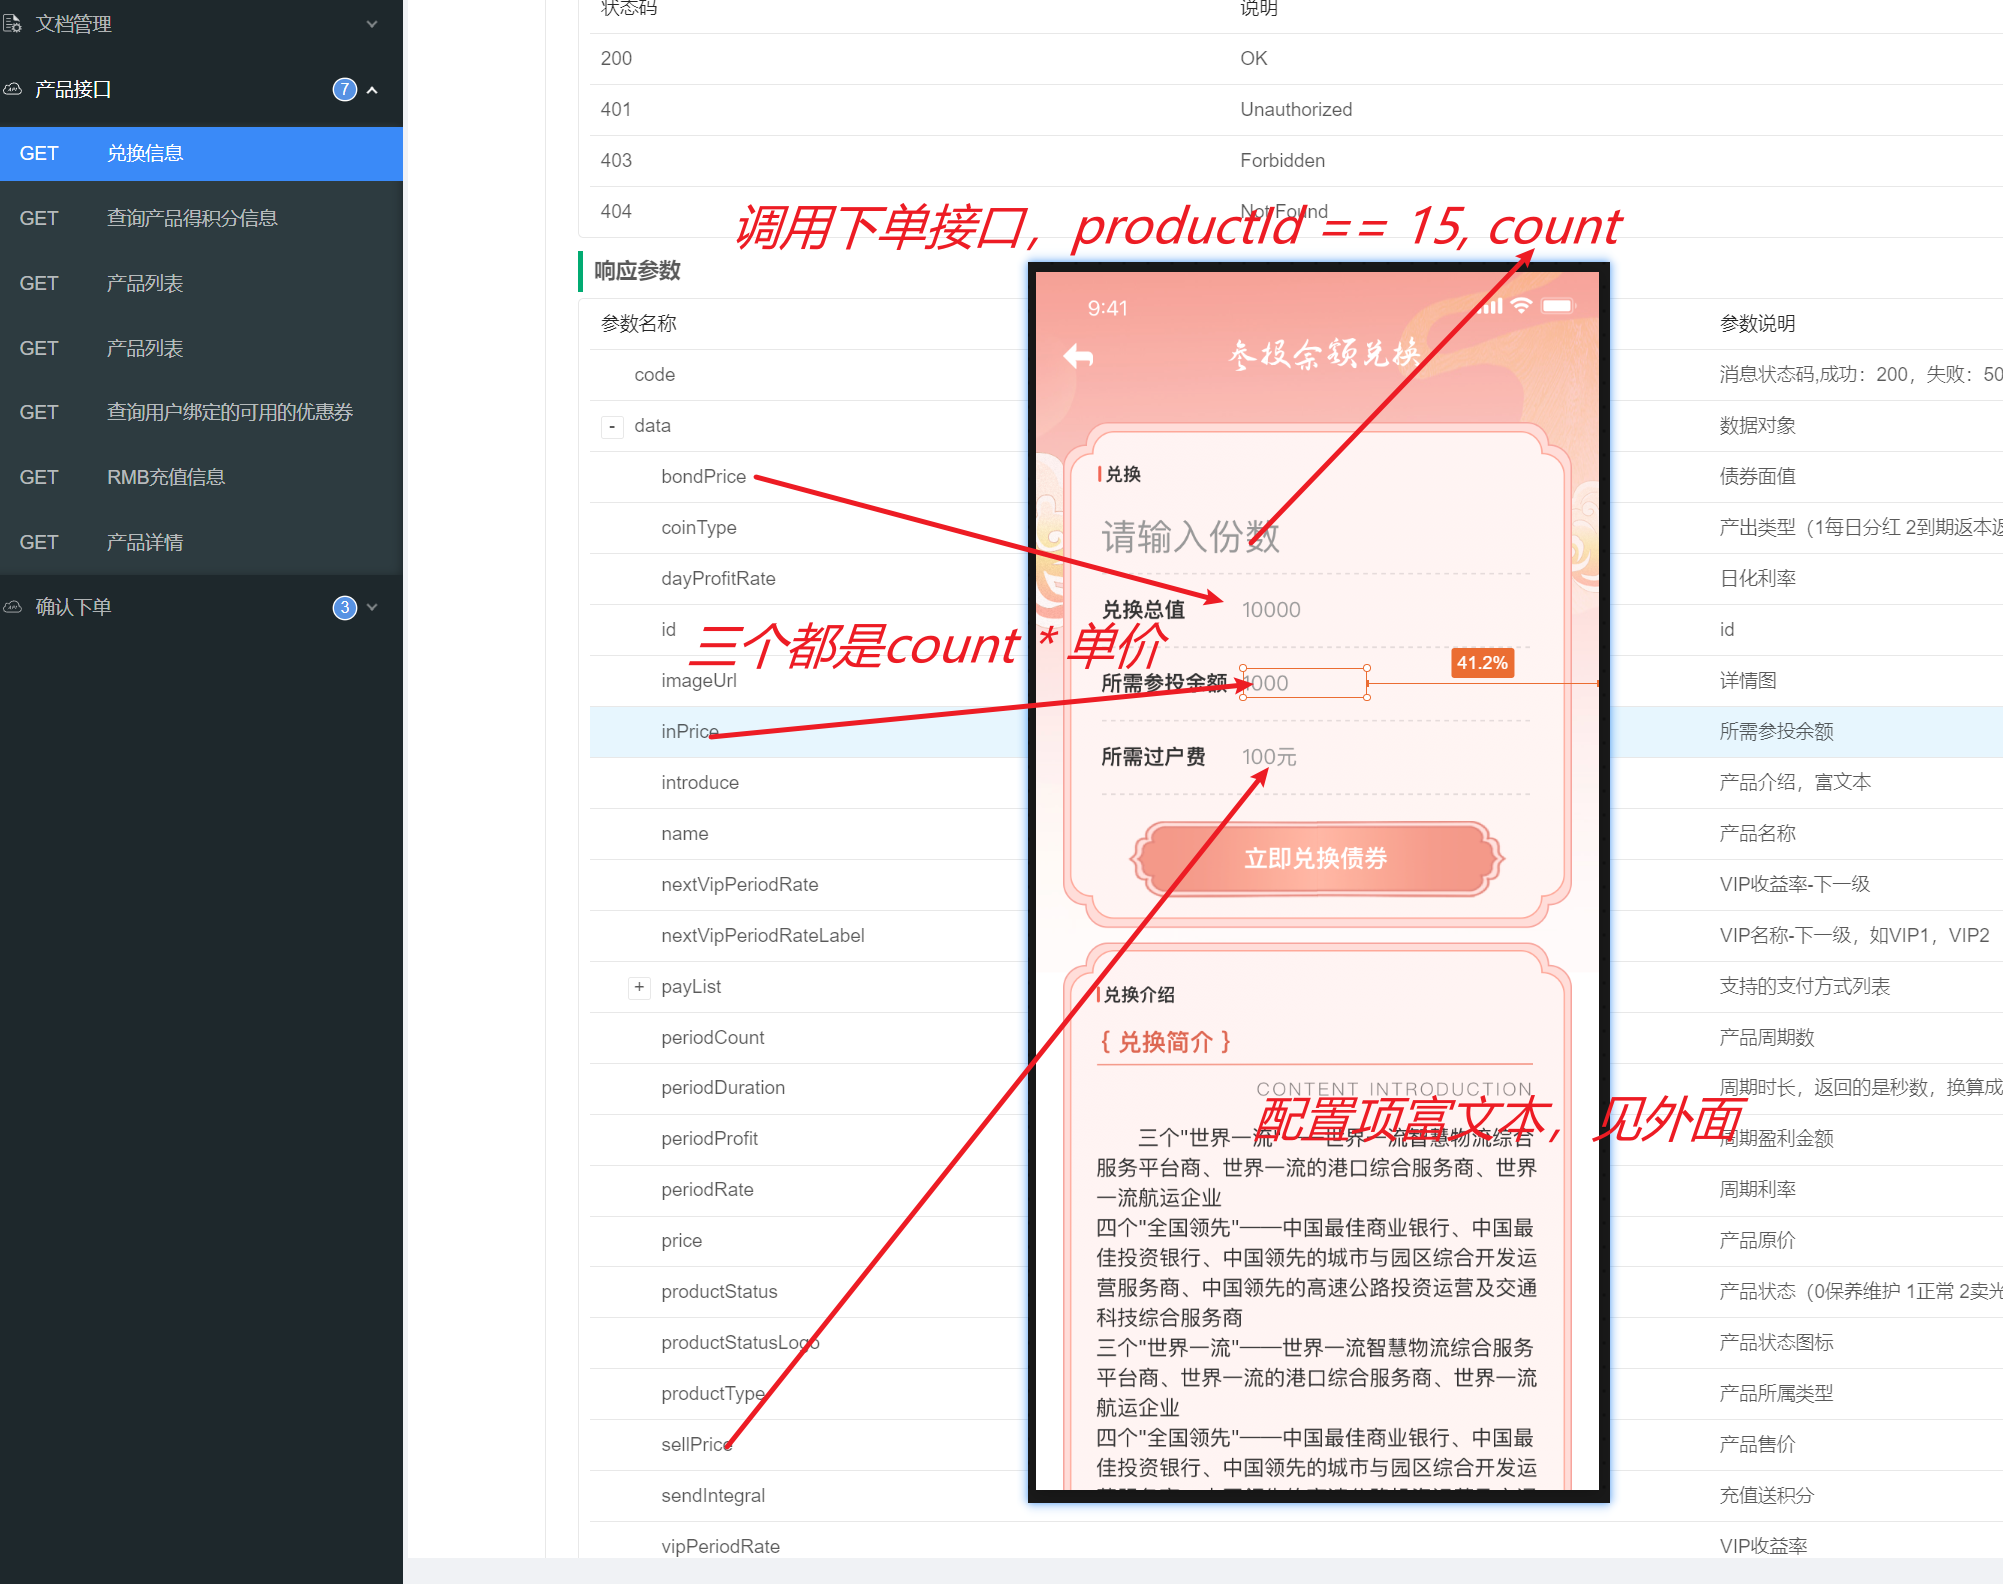 文档管理
产品接口 7
GET 兑换信息
GET 查询产品得积分信息
GET 产品列表
GET 产品列表
GET 查询用户绑定的可用的优惠券
GET RMB充值信息
GET 产品详情
确认下单 3
状态码 说明
200 OK
401 Unauthorized
403 Forbidden
404 Not Found
调用下单接口，productId == 15, count
响应参数
参数名称 参数说明
code 消息状态码,成功：200，失败：50
- data 数据对象
bondPrice 债券面值
coinType 产出类型（1每日分红 2到期返本返
dayProfitRate 日化利率
id id
三个都是count * 单价
imageUrl 详情图
inPrice 所需参投余额
introduce 产品介绍，富文本
name 产品名称
nextVipPeriodRate VIP收益率-下一级
nextVipPeriodRateLabel VIP名称-下一级，如VIP1，VIP2
+ payList 支持的支付方式列表
periodCount 产品周期数
periodDuration 周期时长，返回的是秒数，换算成
periodProfit 周期盈利金额
periodRate 周期利率
price 产品原价
productStatus 产品状态（0保养维护 1正常 2卖光
productStatusLogo 产品状态图标
productType 产品所属类型
sellPrice 产品售价
sendIntegral 充值送积分
vipPeriodRate VIP收益率
9:41
参投余额兑换
兑换
请输入份数
兑换总值 10000
所需参投余额 1000
41.2%
所需过户费 100元
立即兑换债券
兑换介绍
{ 兑换简介 }
CONTENT INTRODUCTION
配置项富文本，见外面
三个"世界一流"——世界一流智慧物流综合
服务平台商、世界一流的港口综合服务商、世界
一流航运企业
四个"全国领先"——中国最佳商业银行、中国最
佳投资银行、中国领先的城市与园区综合开发运
营服务商、中国领先的高速公路投资运营及交通
科技综合服务商
三个"世界一流"——世界一流智慧物流综合服务
平台商、世界一流的港口综合服务商、世界一流
航运企业
四个"全国领先"——中国最佳商业银行、中国最
佳投资银行、中国领先的城市与园区综合开发运